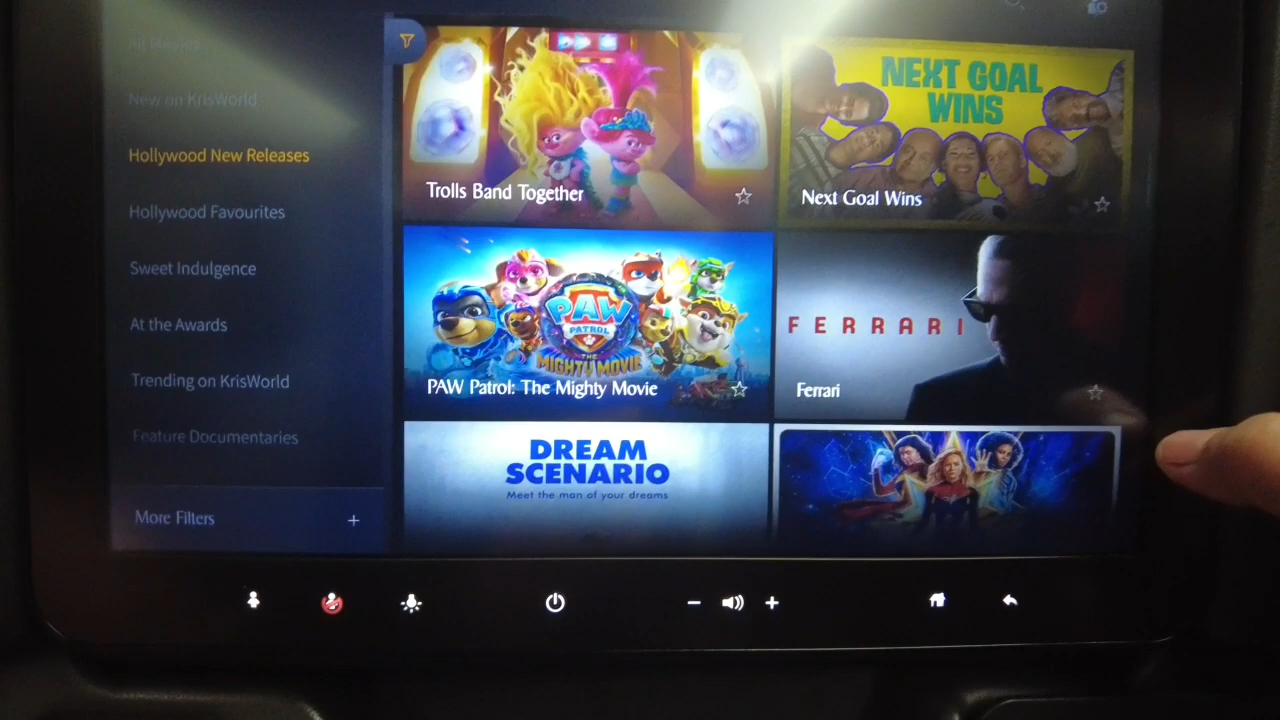 All Movies
New on KrisWorld
Hollywood New Releases
Hollywood Favourites
Sweet Indulgence
At the Awards
Trending on KrisWorld
Feature Documentaries
More Filters +
Trolls Band Together
NEXT GOAL
WINS
Next Goal Wins
PAW
PATROL
THE
MIGHTY MOVIE
PAW Patrol: The Mighty Movie
FERRARI
Ferrari
DREAM
SCENARIO
Meet the man of your dreams